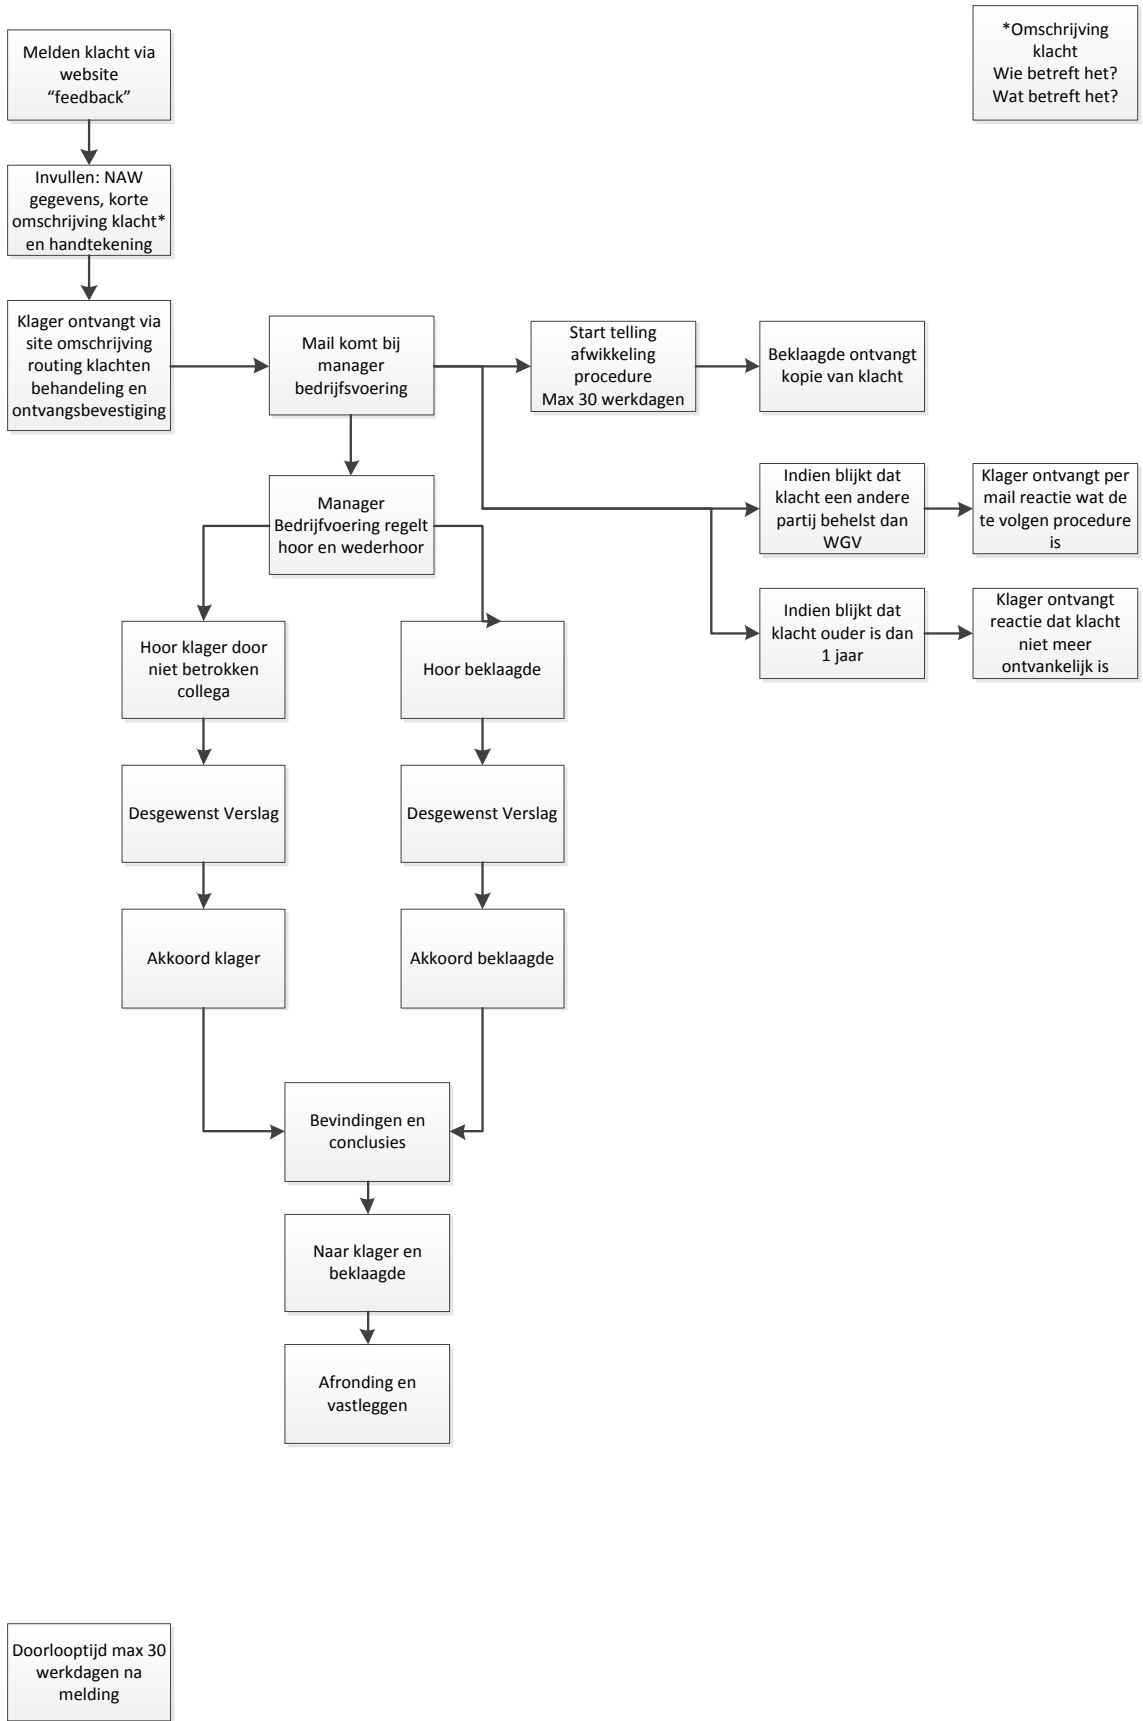 Melden klacht via
website
“feedback”
*Omschrijving
klacht
Wie betreft het?
Wat betreft het?
Invullen: NAW
gegevens, korte
omschrijving klacht*
en handtekening
Klager ontvangt via
site omschrijving
routing klachten
behandeling en
ontvangsbevestiging
Mail komt bij
manager
bedrijfsvoering
Start telling
afwikkeling
procedure
Max 30 werkdagen
Beklaagde ontvangt
kopie van klacht
Manager
Bedrijfvoering regelt
hoor en wederhoor
Indien blijkt dat
klacht een andere
partij behelst dan
WGV
Klager ontvangt per
mail reactie wat de
te volgen procedure
is
Indien blijkt dat
klacht ouder is dan
1 jaar
Klager ontvangt
reactie dat klacht
niet meer
ontvankelijk is
Hoor klager door
niet betrokken
collega
Hoor beklaagde
Desgewenst Verslag
Desgewenst Verslag
Akkoord klager
Akkoord beklaagde
Bevindingen en
conclusies
Naar klager en
beklaagde
Afronding en
vastleggen
Doorlooptijd max 30
werkdagen na
melding